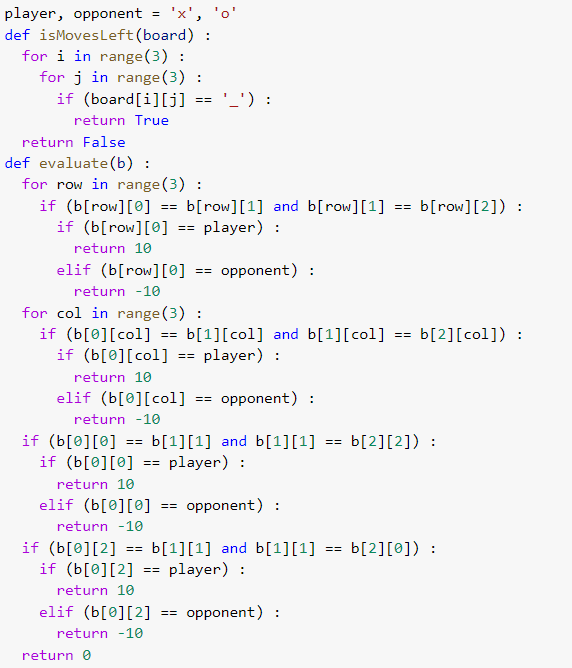 player, opponent = 'x', 'o'
def isMovesLeft(board) :
  for i in range(3) :
    for j in range(3) :
      if (board[i][j] == '_') :
        return True
  return False
def evaluate(b) :
  for row in range(3) :
    if (b[row][0] == b[row][1] and b[row][1] == b[row][2]) :
      if (b[row][0] == player) :
        return 10
      elif (b[row][0] == opponent) :
        return -10
  for col in range(3) :
    if (b[0][col] == b[1][col] and b[1][col] == b[2][col]) :
      if (b[0][col] == player) :
        return 10
      elif (b[0][col] == opponent) :
        return -10
  if (b[0][0] == b[1][1] and b[1][1] == b[2][2]) :
    if (b[0][0] == player) :
      return 10
    elif (b[0][0] == opponent) :
      return -10
  if (b[0][2] == b[1][1] and b[1][1] == b[2][0]) :
    if (b[0][2] == player) :
      return 10
    elif (b[0][2] == opponent) :
      return -10
  return 0